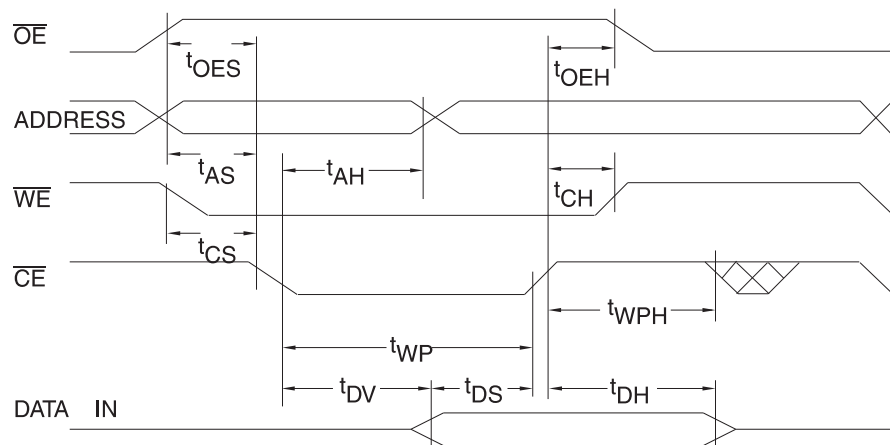 OE
tOES
tOEH
ADDRESS
tAS
tAH
tCH
WE
tCS
CE
tWPH
tWP
tDV
tDS
tDH
DATA IN